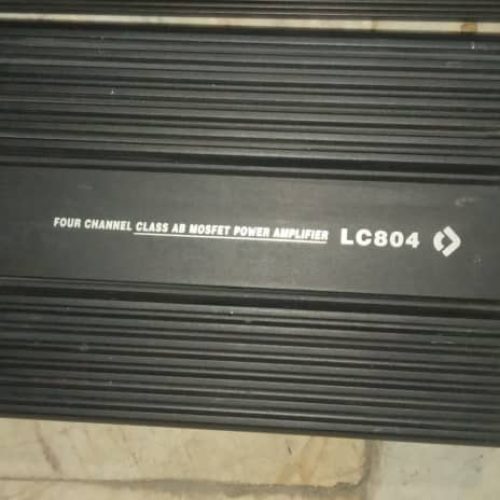 FOUR CHANNEL CLASS AB MOSFET POWER AMPLIFIER LC804